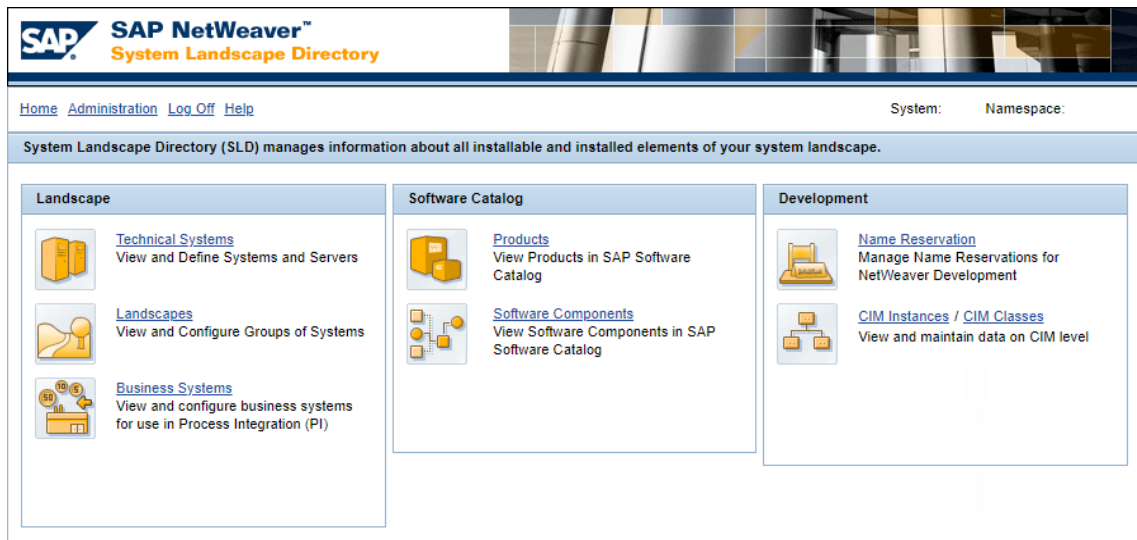 SAP
SAP NetWeaver™
System Landscape Directory
Home Administration Log Off Help
System: Namespace:
System Landscape Directory (SLD) manages information about all installable and installed elements of your system landscape.
Landscape
Technical Systems
View and Define Systems and Servers
Landscapes
View and Configure Groups of Systems
10 5
50
Business Systems
View and configure business systems
for use in Process Integration (PI)
Software Catalog
Products
View Products in SAP Software
Catalog
Software Components
View Software Components in SAP
Software Catalog
Development
Name Reservation
Manage Name Reservations for
NetWeaver Development
CIM Instances / CIM Classes
View and maintain data on CIM level